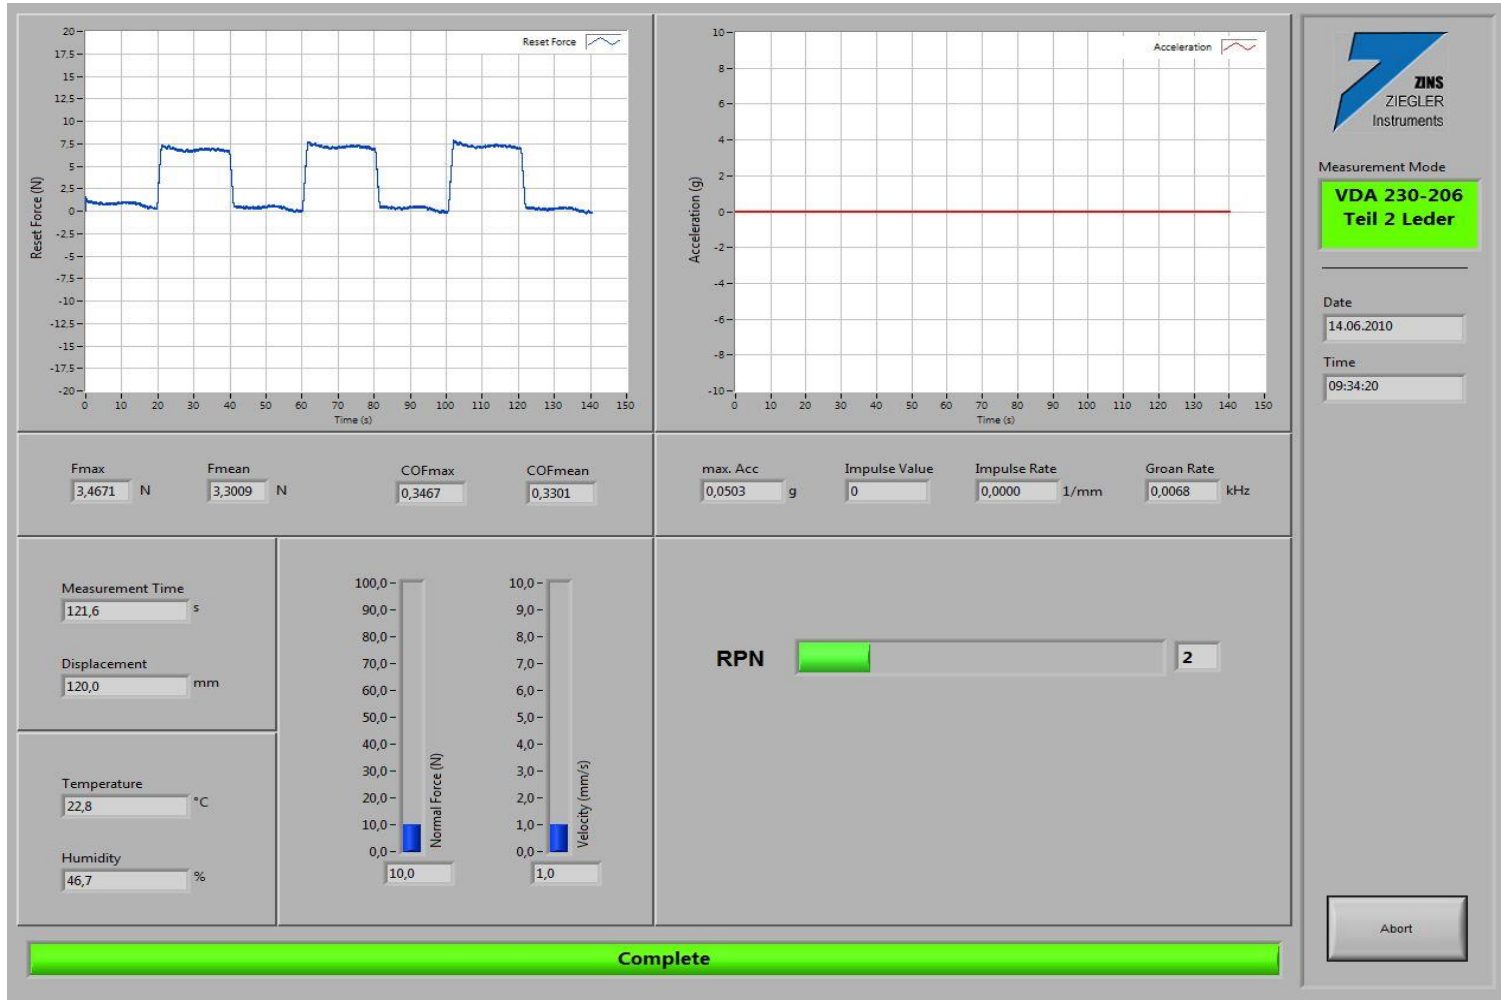 Reset Force
20
17,5
15
12,5
10
7,5
5
2,5
0
-2,5
-5
-7,5
-10
-12,5
-15
-17,5
-20
Reset Force (N)
0 10 20 30 40 50 60 70 80 90 100 110 120 130 140 150
Time (s)
Acceleration
10
8
6
4
2
0
-2
-4
-6
-8
-10
Acceleration (g)
0 10 20 30 40 50 60 70 80 90 100 110 120 130 140 150
Time (s)
ZINS
ZIEGLER
Instruments
Measurement Mode
VDA 230-206
Teil 2 Leder
Date
14.06.2010
Time
09:34:20
Fmax Fmean COFmax COFmean
3,4671 N 3,3009 N 0,3467 0,3301
max. Acc Impulse Value Impulse Rate Groan Rate
0,0503 g 0 0,0000 1/mm 0,0068 kHz
Measurement Time
121,6 s
Displacement
120,0 mm
Temperature
22,8 °C
Humidity
46,7 %
100,0
90,0
80,0
70,0
60,0
50,0
40,0
30,0
20,0
10,0
0,0
Normal Force (N)
10,0
10,0
9,0
8,0
7,0
6,0
5,0
4,0
3,0
2,0
1,0
0,0
Velocity (mm/s)
1,0
RPN 2
Abort
Complete